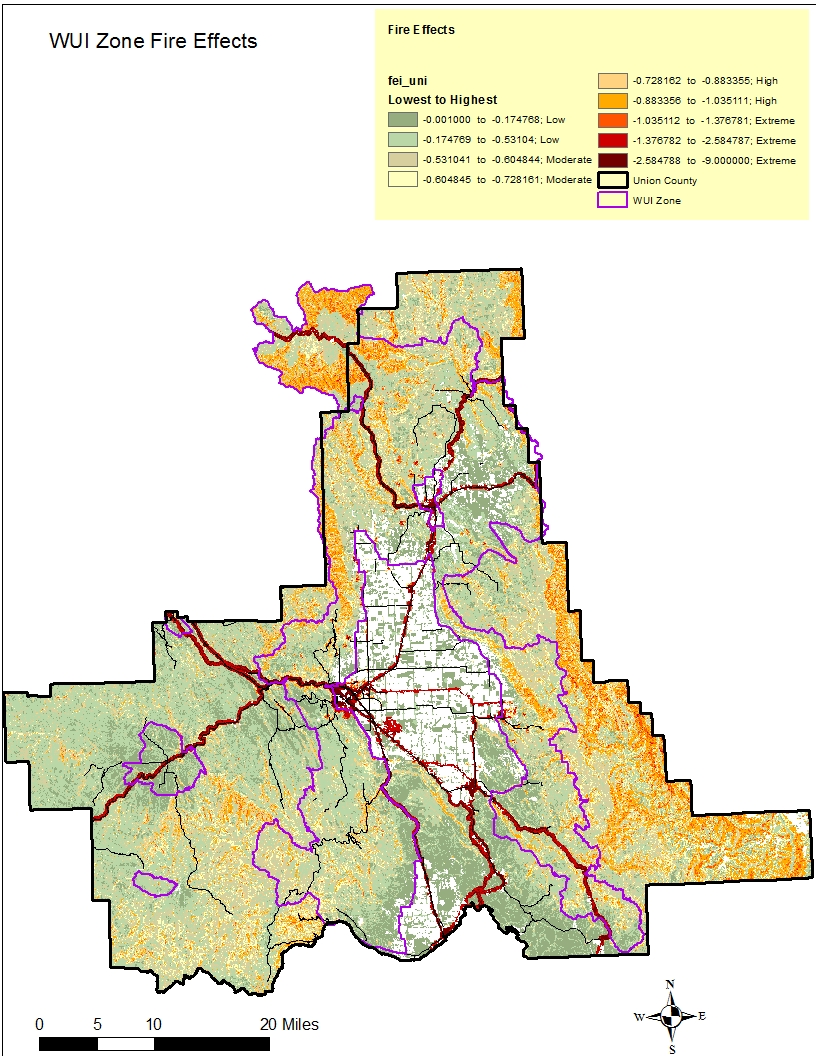 WUI Zone Fire Effects
Fire Effects
fei_uni
Lowest to Highest
-0.001000 to -0.174768; Low
-0.174769 to -0.53104; Low
-0.531041 to -0.604844; Moderate
-0.604845 to -0.728161; Moderate
-0.728162 to -0.883355; High
-0.883356 to -1.035111; High
-1.035112 to -1.376781; Extreme
-1.376782 to -2.584787; Extreme
-2.584788 to -9.000000; Extreme
Union County
WUI Zone
N
W E
S
0 5 10 20 Miles